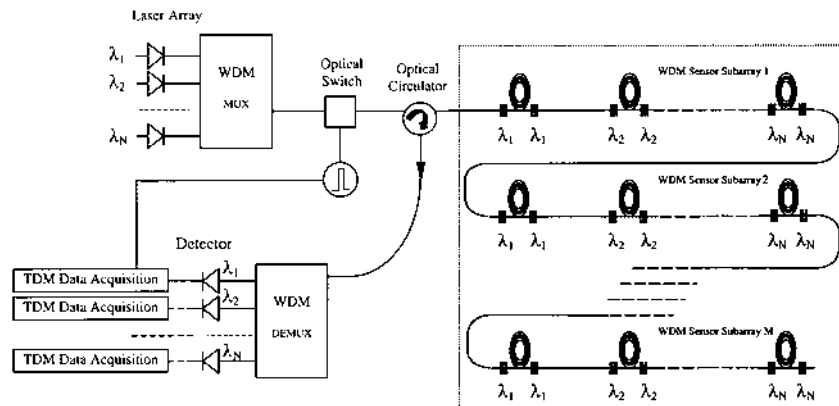 Laser Array
λ1
λ2
λN
WDM
MUX
Optical
Switch
Optical
Circulator
WDM Sensor Subarray 1
λ1 λ1 λ2 λ2 λN λN
WDM Sensor Subarray 2
λ1 λ1 λ2 λ2 λN λN
WDM Sensor Subarray M
λ1 λ1 λ2 λ2 λN λN
Detector
TDM Data Acquisition
λ1
TDM Data Acquisition
λ2
TDM Data Acquisition
λN
WDM
DEMUX